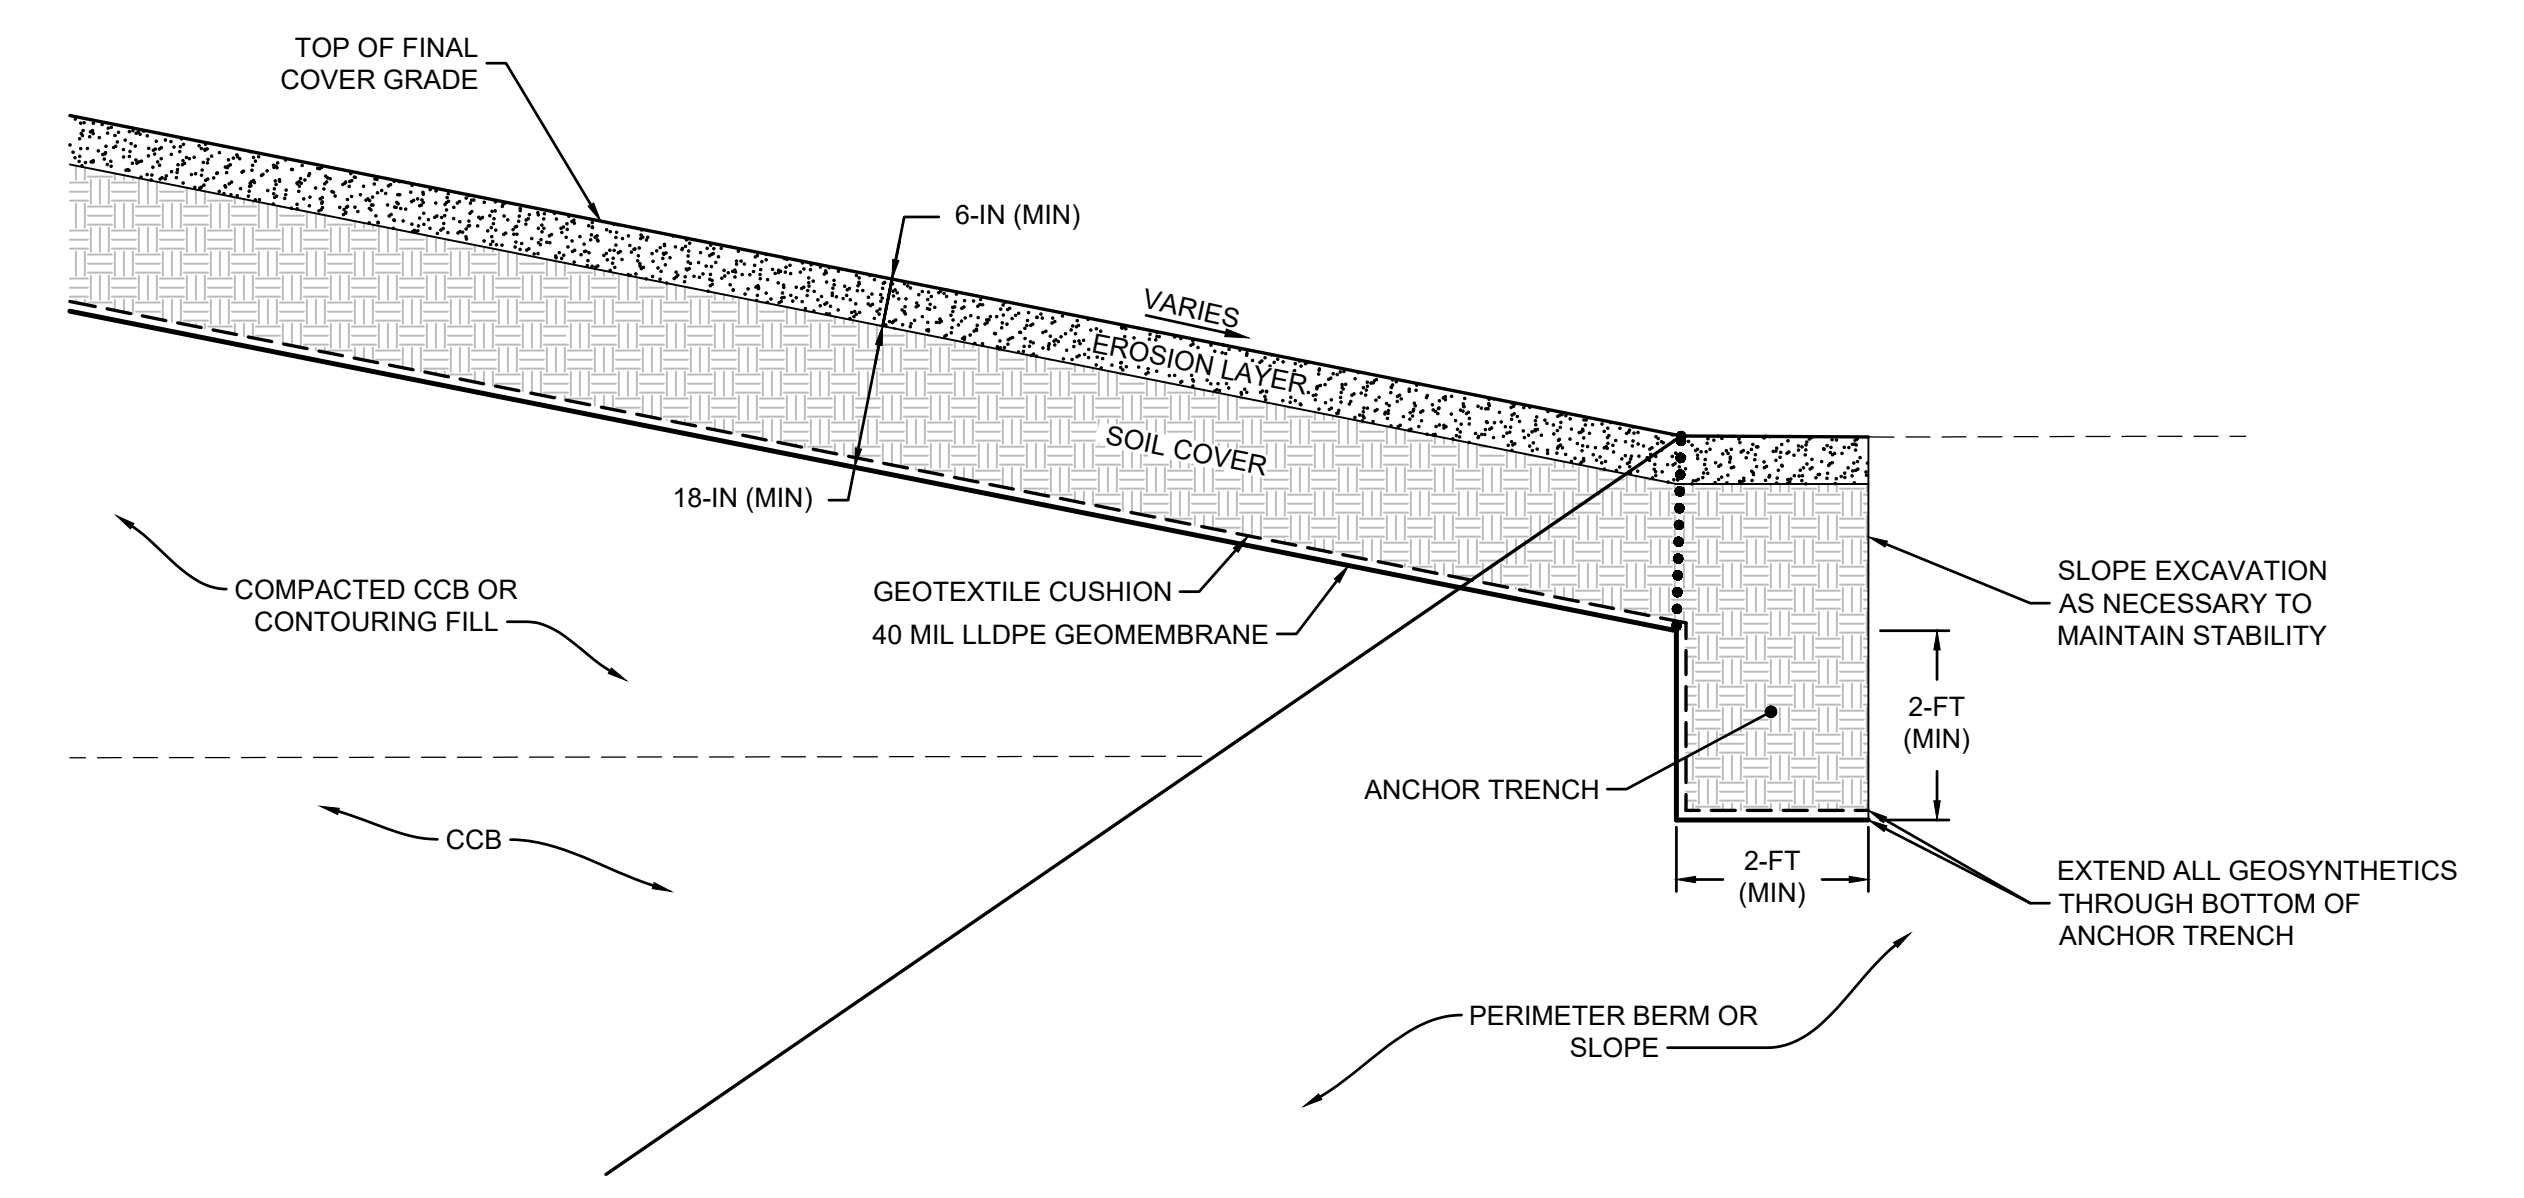 TOP OF FINAL
COVER GRADE
6-IN (MIN)
VARIES
EROSION LAYER
SOIL COVER
18-IN (MIN)
COMPACTED CCB OR
CONTOURING FILL
GEOTEXTILE CUSHION
40 MIL LLDPE GEOMEMBRANE
SLOPE EXCAVATION
AS NECESSARY TO
MAINTAIN STABILITY
2-FT
(MIN)
ANCHOR TRENCH
CCB
2-FT
(MIN)
EXTEND ALL GEOSYNTHETICS
THROUGH BOTTOM OF
ANCHOR TRENCH
PERIMETER BERM OR
SLOPE